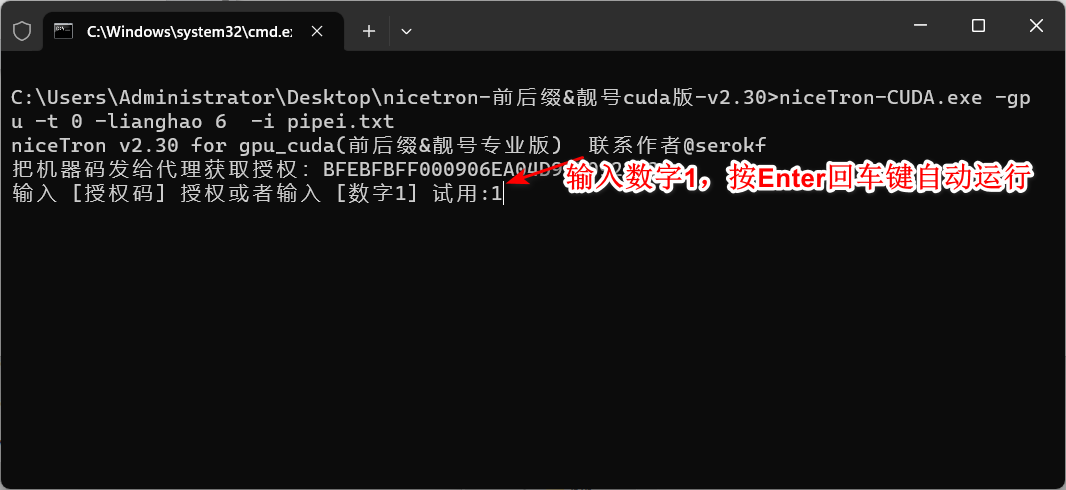 C:\Windows\system32\cmd.e
C:\Users\Administrator\Desktop\nicetron-前后缀&靓号cuda版-v2.30>niceTron-CUDA.exe -gp
u -t 0 -lianghao 6  -i pipei.txt
niceTron v2.30 for gpu_cuda(前后缀&靓号专业版)  联系作者@serokf
把机器码发给代理获取授权:
输入 [授权码] 授权或者输入 [数字1] 试用:1
输入数字1，按Enter回车键自动运行